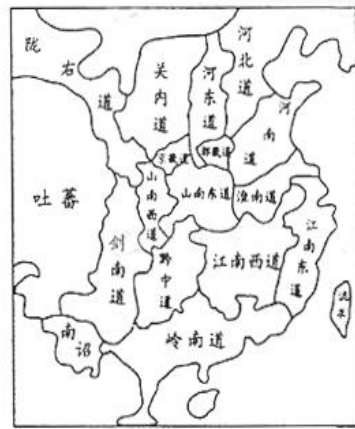 陇右道
关内道
河东道
河北道
河南道
京畿道
都畿道
山南西道
山南东道
淮南道
吐蕃
剑南道
黔中道
江南西道
江南东道
南诏
岭南道
流求